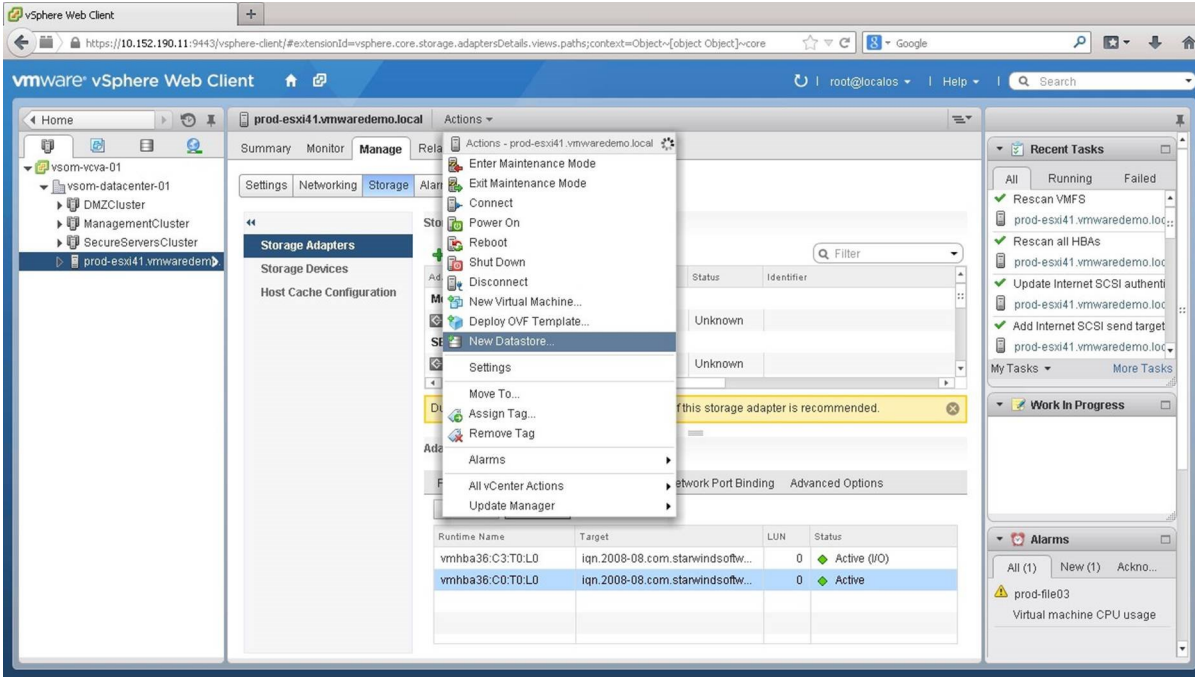 vSphere Web Client
https://10.152.190.11:9443/vsphere-client/#extensionId=vsphere.core.storage.adaptersDetails.views.paths;context=Object~[object Object]~core
Google
vmware® vSphere Web Client
root@localos
Help
Search
Home
vsom-vcva-01
vsom-datacenter-01
DMZCluster
ManagementCluster
SecureServersCluster
prod-esxi41.vmwaredem
prod-esxi41.vmwaredemo.local Actions
Summary Monitor Manage Rela
Settings Networking Storage Alar
Storage Adapters
Storage Devices
Host Cache Configuration
Sto
Filter
Ad
Status Identifier
Unknown
Unknown
f this storage adapter is recommended.
Ada
etwork Port Binding Advanced Options
Actions - prod-esxi41.vmwaredemo.local
Enter Maintenance Mode
Exit Maintenance Mode
Connect
Power On
Reboot
Shut Down
Disconnect
New Virtual Machine...
Deploy OVF Template...
New Datastore...
Settings
Move To...
Assign Tag...
Remove Tag
Alarms
All vCenter Actions
Update Manager
Runtime Name Target LUN Status
vmhba36:C3:T0:L0 iqn.2008-08.com.starwindsoftw... 0 Active (I/O)
vmhba36:C0:T0:L0 iqn.2008-08.com.starwindsoftw... 0 Active
Recent Tasks
All Running Failed
Rescan VMFS
prod-esxi41.vmwaredemo.loc
Rescan all HBAs
prod-esxi41.vmwaredemo.loc
Update Internet SCSI authenti
prod-esxi41.vmwaredemo.loc
Add Internet SCSI send target
prod-esxi41.vmwaredemo.loc
My Tasks More Tasks
Work In Progress
Alarms
All (1) New (1) Ackno...
prod-file03
Virtual machine CPU usage